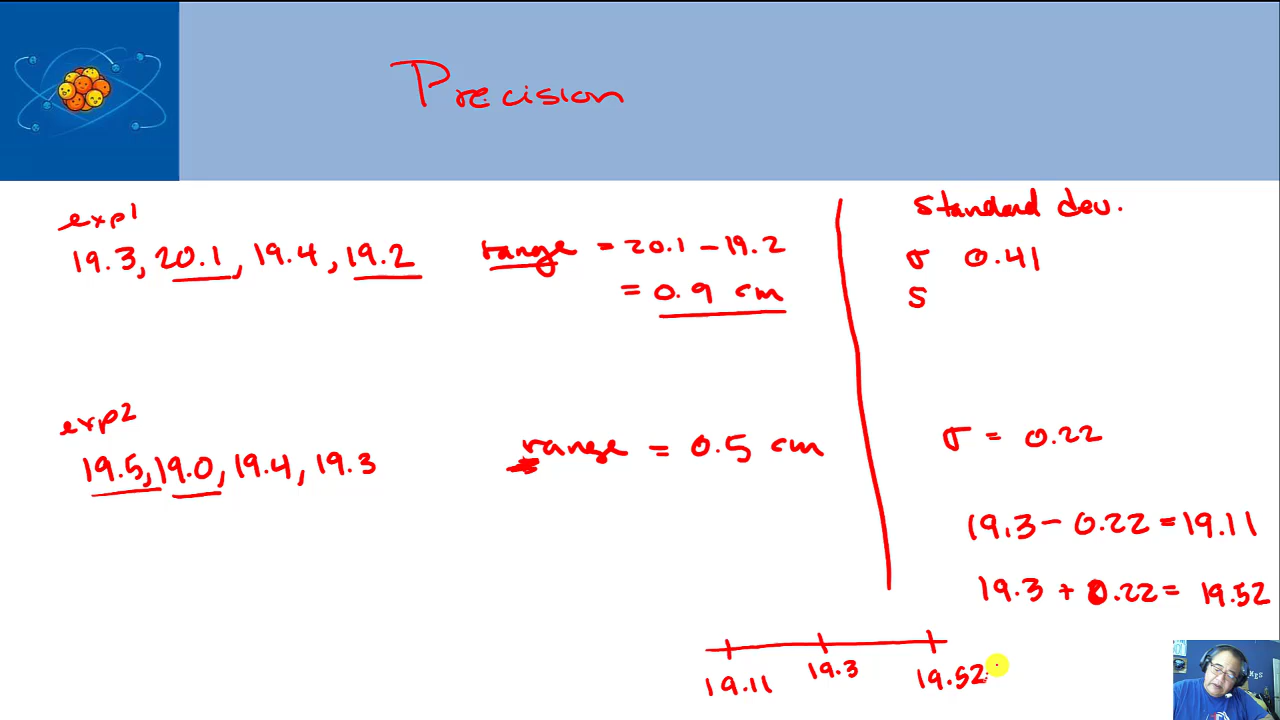 Precision
exp1
19.3, 20.1, 19.4, 19.2
range = 20.1 - 19.2
= 0.9 cm
exp2
19.5, 19.0, 19.4, 19.3
range = 0.5 cm
Standard dev.
σ 0.41
S
σ = 0.22
19.3 - 0.22 = 19.11
19.3 + 0.22 = 19.52
19.11 19.3 19.52